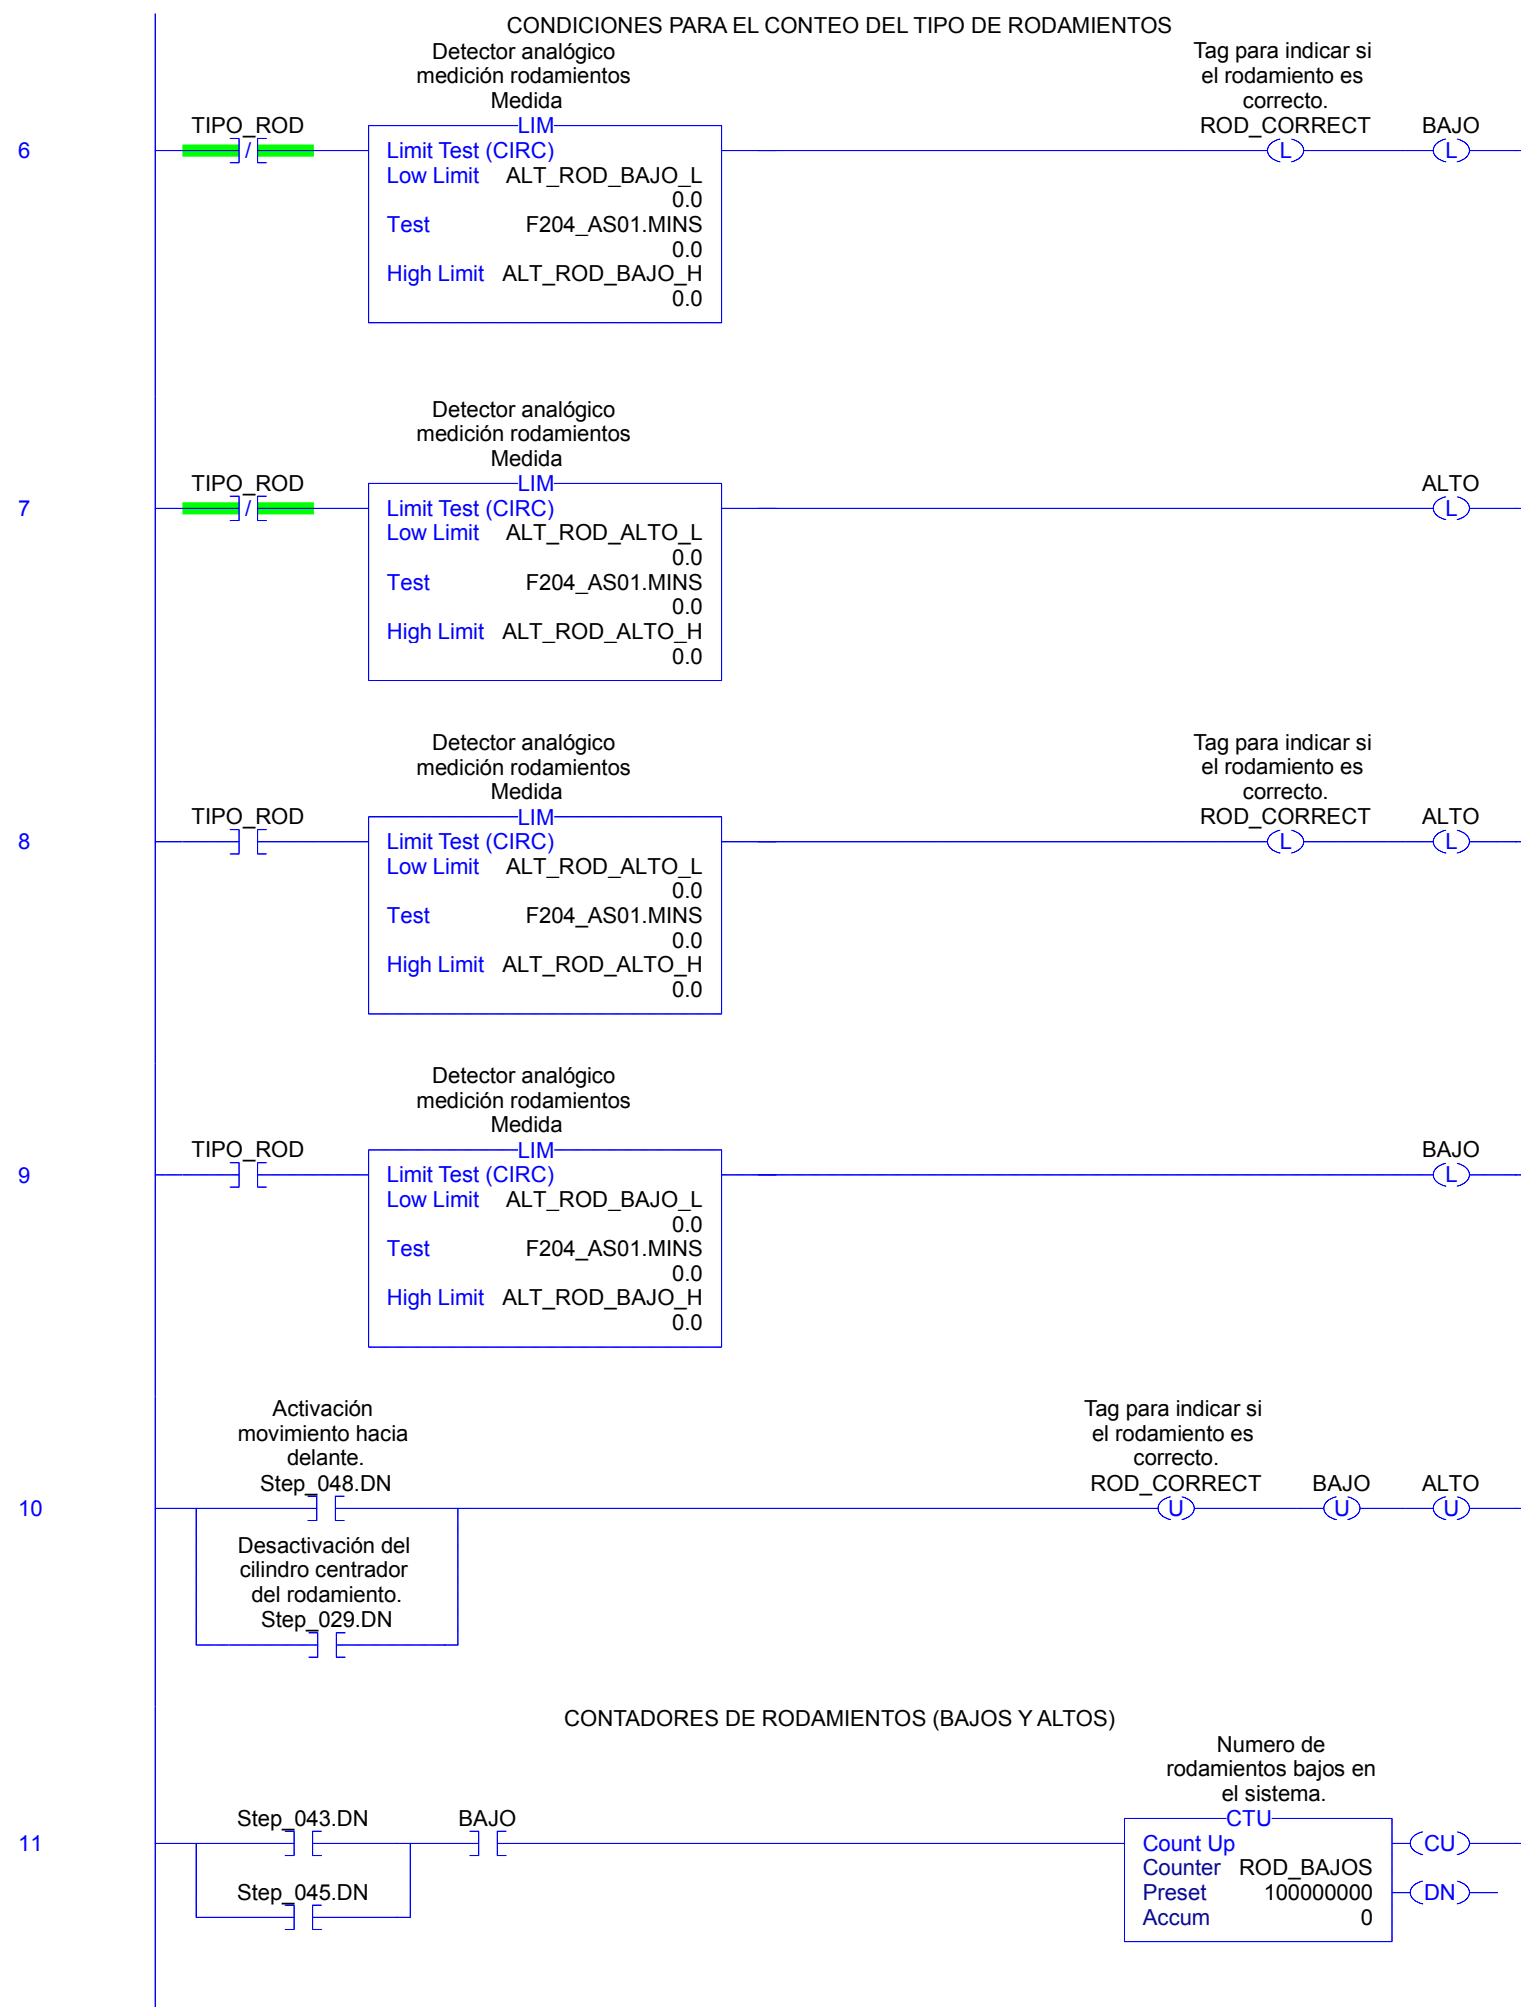 CONDICIONES PARA EL CONTEO DEL TIPO DE RODAMIENTOS
Detector analógico
medición rodamientos
Medida
Tag para indicar si
el rodamiento es
correcto.
6
TIPO_ROD
/
LIM
Limit Test (CIRC)
Low Limit ALT_ROD_BAJO_L
0.0
Test F204_AS01.MINS
0.0
High Limit ALT_ROD_BAJO_H
0.0
ROD_CORRECT
L
BAJO
L
Detector analógico
medición rodamientos
Medida
7
TIPO_ROD
/
LIM
Limit Test (CIRC)
Low Limit ALT_ROD_ALTO_L
0.0
Test F204_AS01.MINS
0.0
High Limit ALT_ROD_ALTO_H
0.0
ALTO
L
Detector analógico
medición rodamientos
Medida
Tag para indicar si
el rodamiento es
correcto.
8
TIPO_ROD
LIM
Limit Test (CIRC)
Low Limit ALT_ROD_ALTO_L
0.0
Test F204_AS01.MINS
0.0
High Limit ALT_ROD_ALTO_H
0.0
ROD_CORRECT
L
ALTO
L
Detector analógico
medición rodamientos
Medida
9
TIPO_ROD
LIM
Limit Test (CIRC)
Low Limit ALT_ROD_BAJO_L
0.0
Test F204_AS01.MINS
0.0
High Limit ALT_ROD_BAJO_H
0.0
BAJO
L
Activación
movimiento hacia
delante.
Step_048.DN
10
Desactivación del
cilindro centrador
del rodamiento.
Step_029.DN
Tag para indicar si
el rodamiento es
correcto.
ROD_CORRECT
U
BAJO
U
ALTO
U
CONTADORES DE RODAMIENTOS (BAJOS Y ALTOS)
Numero de
rodamientos bajos en
el sistema.
11
Step_043.DN
Step_045.DN
BAJO
CTU
Count Up
Counter ROD_BAJOS
Preset 100000000
Accum 0
CU
DN